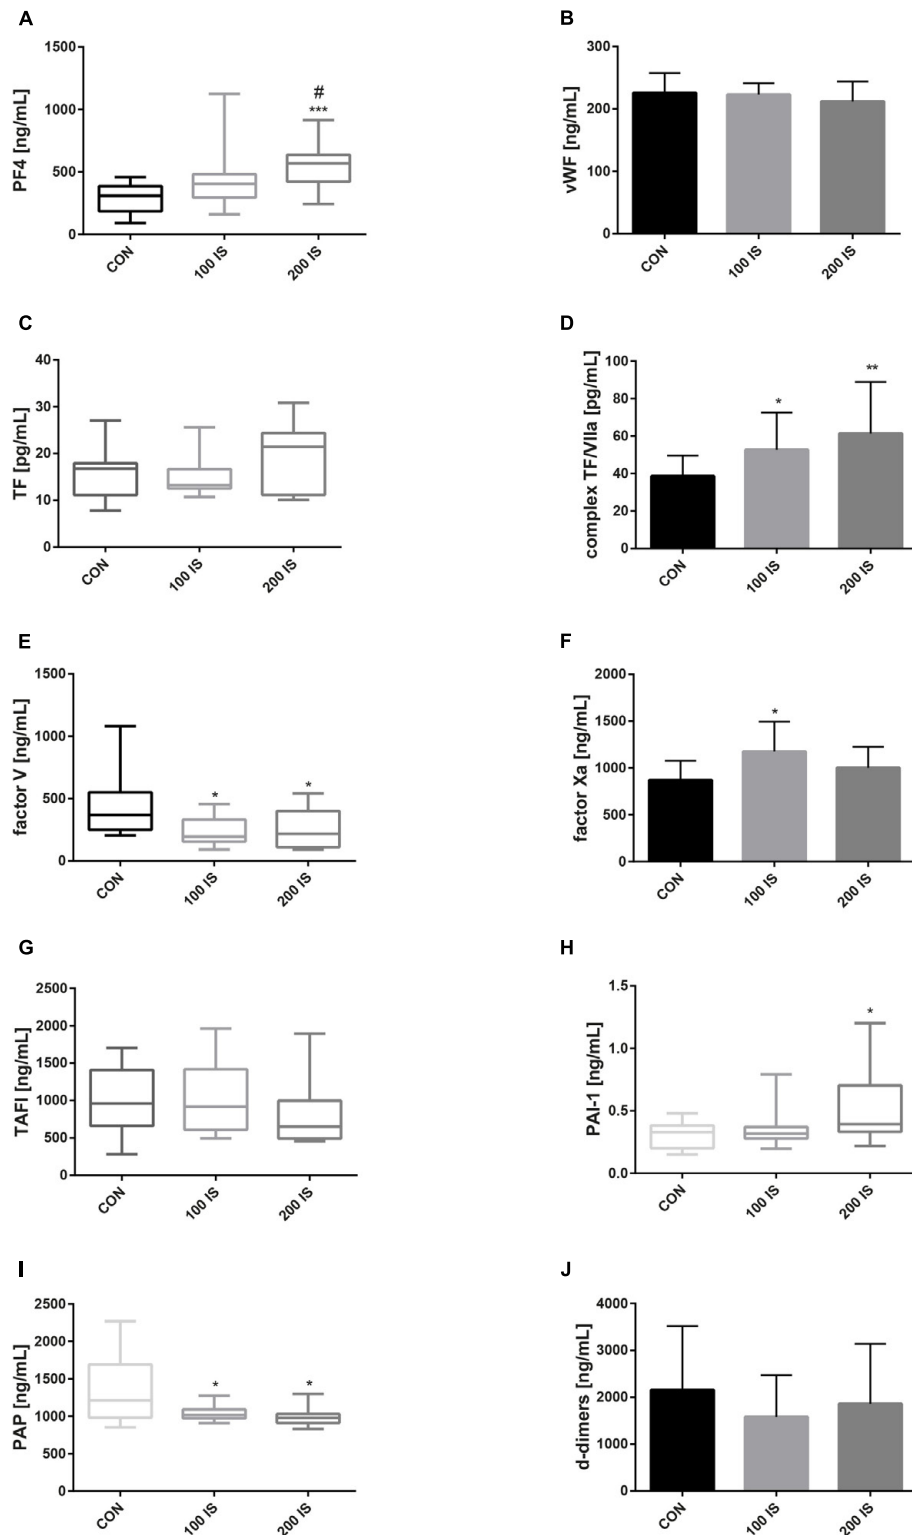 A
PF4 [ng/mL]
1500
1000
500
0
#
***
CON
100 IS
200 IS
B
vWF [ng/mL]
300
200
100
0
CON
100 IS
200 IS
C
TF [pg/mL]
40
30
20
10
0
CON
100 IS
200 IS
D
complex TF/VIIa [pg/mL]
100
80
60
40
20
0
*
**
CON
100 IS
200 IS
E
factor V [ng/mL]
1500
1000
500
0
*
*
CON
100 IS
200 IS
F
factor Xa [ng/mL]
2000
1500
1000
500
0
*
CON
100 IS
200 IS
G
TAFI [ng/mL]
2500
2000
1500
1000
500
0
CON
100 IS
200 IS
H
PAI-1 [ng/mL]
1.5
1.0
0.5
0.0
*
CON
100 IS
200 IS
I
PAP [ng/mL]
2500
2000
1500
1000
500
0
*
*
CON
100 IS
200 IS
J
d-dimers [ng/mL]
4000
3000
2000
1000
0
CON
100 IS
200 IS